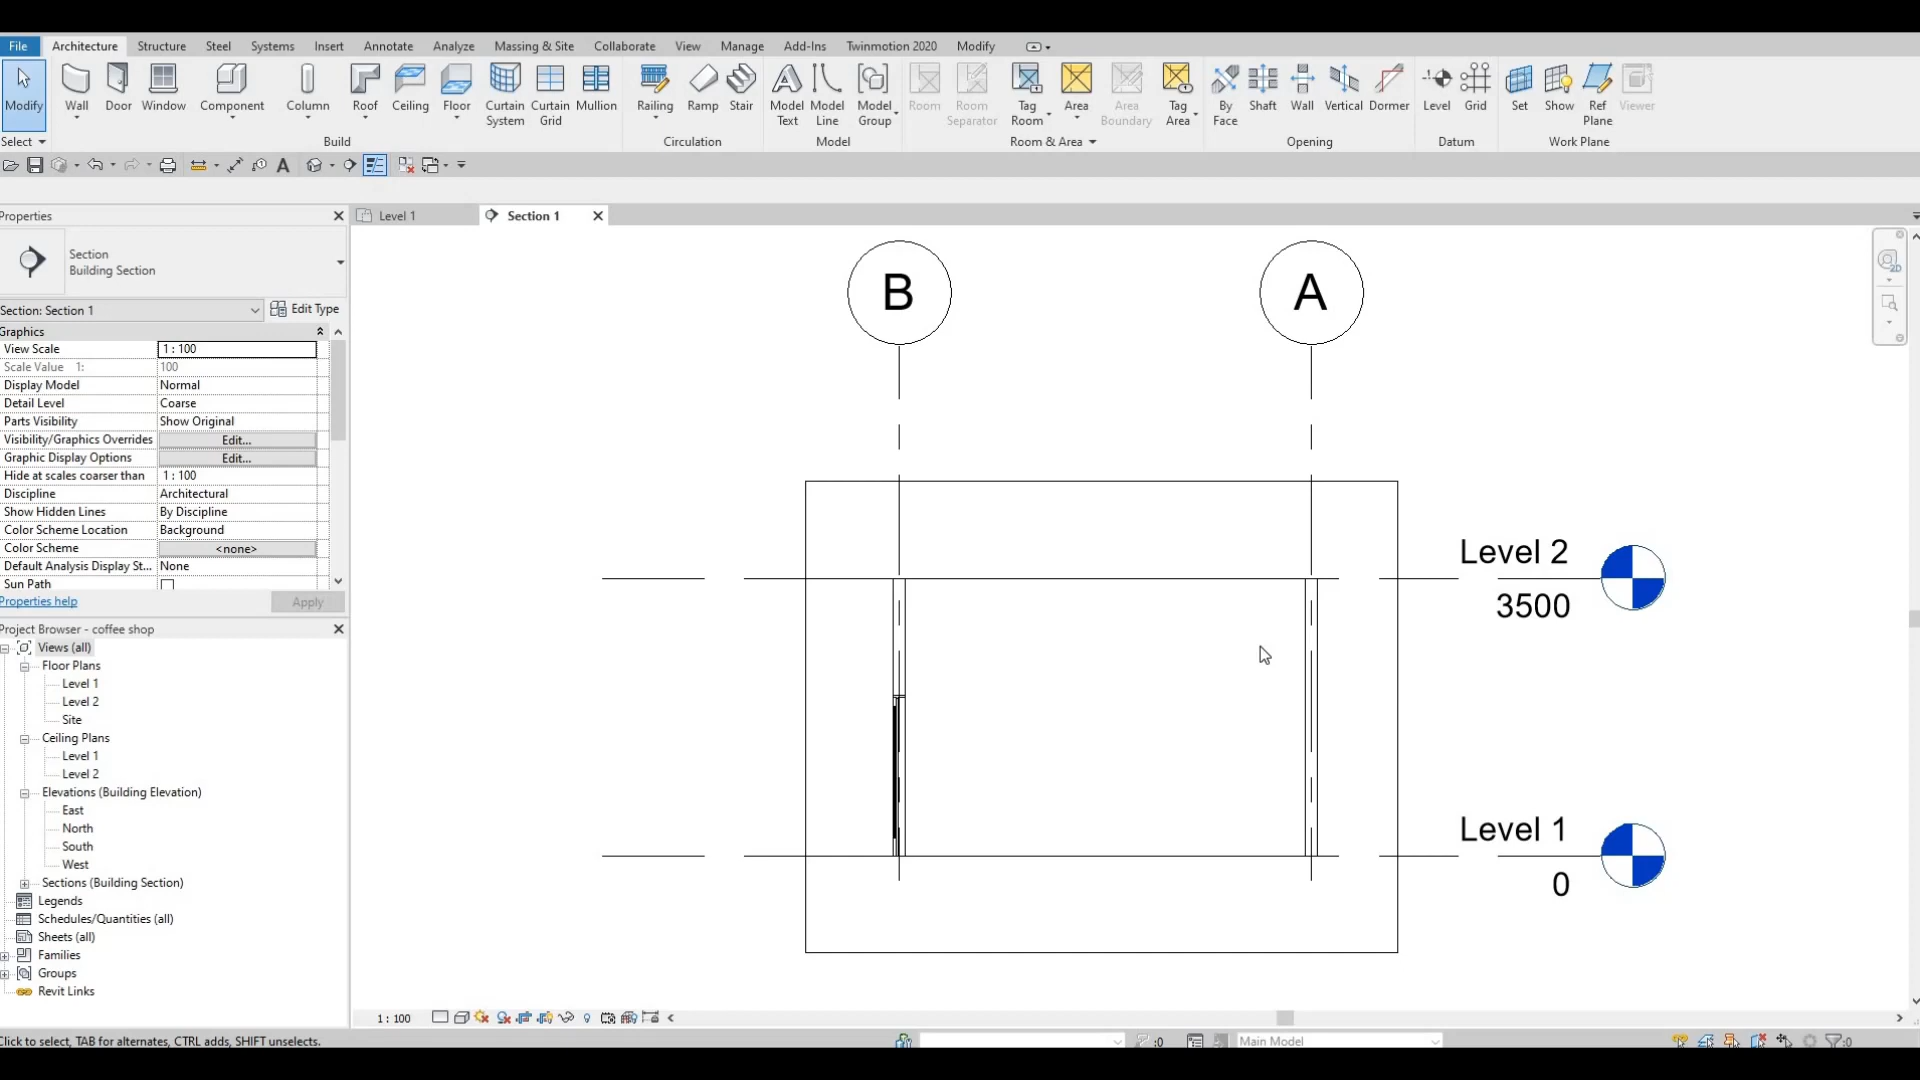 File Architecture Structure Steel Systems Insert Annotate Analyze Massing & Site Collaborate View Manage Add-Ins Twinmotion 2020 Modify
Modify Wall Door Window Component Column Roof Ceiling Floor Curtain System Curtain Grid Mullion Railing Ramp Stair Model Text Model Line Model Group Room Room Separator Tag Room Area Area Boundary Tag Area By Face Shaft Wall Vertical Dormer Level Grid Set Show Ref Plane Viewer
Select Build Circulation Model Room & Area Opening Datum Work Plane
A
Properties
Level 1 Section 1
Section
Building Section
Section: Section 1 Edit Type
Graphics
View Scale 1 : 100
Scale Value 1: 100
Display Model Normal
Detail Level Coarse
Parts Visibility Show Original
Visibility/Graphics Overrides Edit...
Graphic Display Options Edit...
Hide at scales coarser than 1 : 100
Discipline Architectural
Show Hidden Lines By Discipline
Color Scheme Location Background
Color Scheme <none>
Default Analysis Display St... None
Sun Path
Properties help Apply
Project Browser - coffee shop
Views (all)
Floor Plans
Level 1
Level 2
Site
Ceiling Plans
Level 1
Level 2
Elevations (Building Elevation)
East
North
South
West
Sections (Building Section)
Legends
Schedules/Quantities (all)
Sheets (all)
Families
Groups
Revit Links
B A
Level 2
3500
Level 1
0
2D
1 : 100
Click to select, TAB for alternates, CTRL adds, SHIFT unselects.
:0 Main Model :0